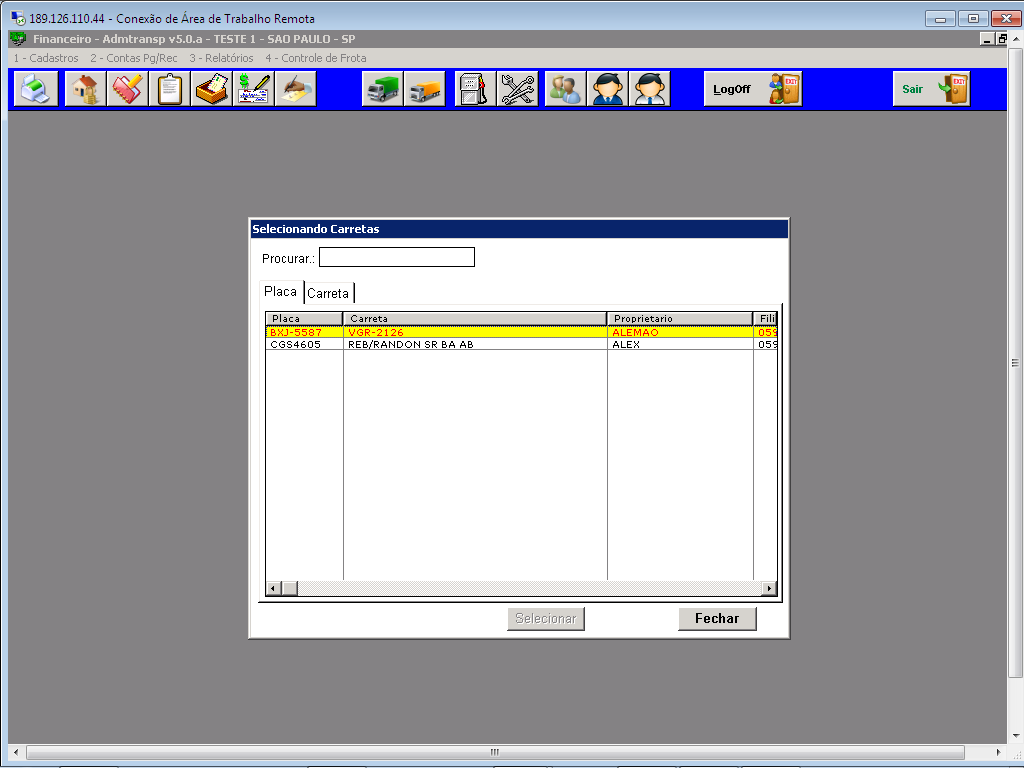 189.126.110.44 - Conexão de Área de Trabalho Remota
Financeiro - Admtransp v5.0.a - TESTE 1 - SAO PAULO - SP
1 - Cadastros 2 - Contas Pg/Rec 3 - Relatórios 4 - Controle de Frota
LogOff EXIT Sair EXIT
Selecionando Carretas
Procurar.:
Placa Carreta
Placa Carreta Proprietario Fili
BXJ-5587 VGR-2126 ALEMAO 059
CGS4605 REB/RANDON SR BA AB ALEX 059
Selecionar Fechar